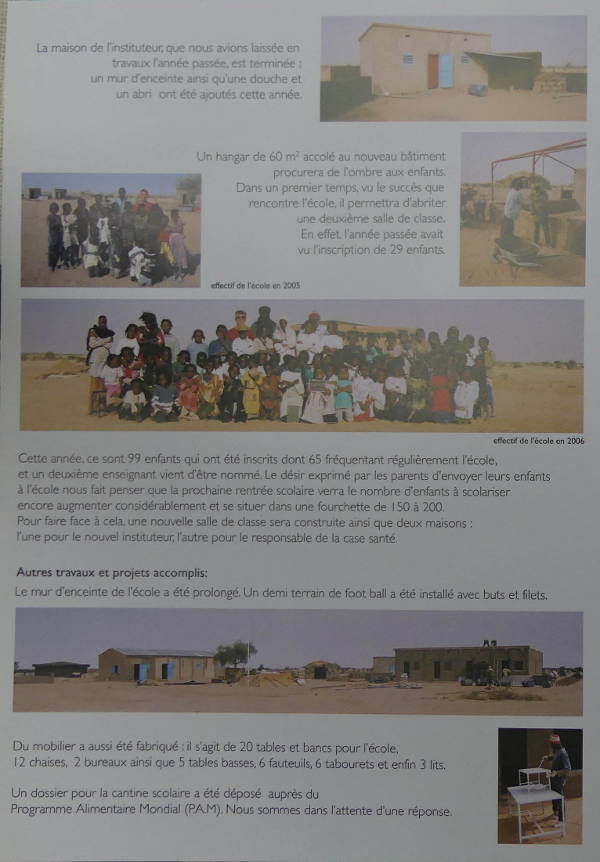 La maison de l'instituteur, que nous avions laissée en
travaux l'année passée, est terminée :
un mur d'enceinte ainsi qu'une douche et
un abri ont été ajoutés cette année.
Un hangar de 60 m² accolé au nouveau bâtiment
procurera de l'ombre aux enfants.
Dans un premier temps, vu le succès que
rencontre l'école, il permettra d'abriter
une deuxième salle de classe.
En effet, l'année passée avait
vu l'inscription de 29 enfants.
effectif de l'école en 2005
effectif de l'école en 2006
Cette année, ce sont 99 enfants qui ont été inscrits dont 65 fréquentant régulièrement l'école,
et un deuxième enseignant vient d'être nommé. Le désir exprimé par les parents d'envoyer leurs enfants
à l'école nous fait penser que la prochaine rentrée scolaire verra le nombre d'enfants à scolariser
encore augmenter considérablement et se situer dans une fourchette de 150 à 200.
Pour faire face à cela, une nouvelle salle de classe sera construite ainsi que deux maisons :
l'une pour le nouvel instituteur, l'autre pour le responsable de la case santé.
Autres travaux et projets accomplis:
Le mur d'enceinte de l'école a été prolongé. Un demi terrain de foot ball a été installé avec buts et filets.
Du mobilier a aussi été fabriqué : il s'agit de 20 tables et bancs pour l'école,
12 chaises, 2 bureaux ainsi que 5 tables basses, 6 fauteuils, 6 tabourets et enfin 3 lits.
Un dossier pour la cantine scolaire a été déposé auprès du
Programme Alimentaire Mondial (P.A.M). Nous sommes dans l'attente d'une réponse.